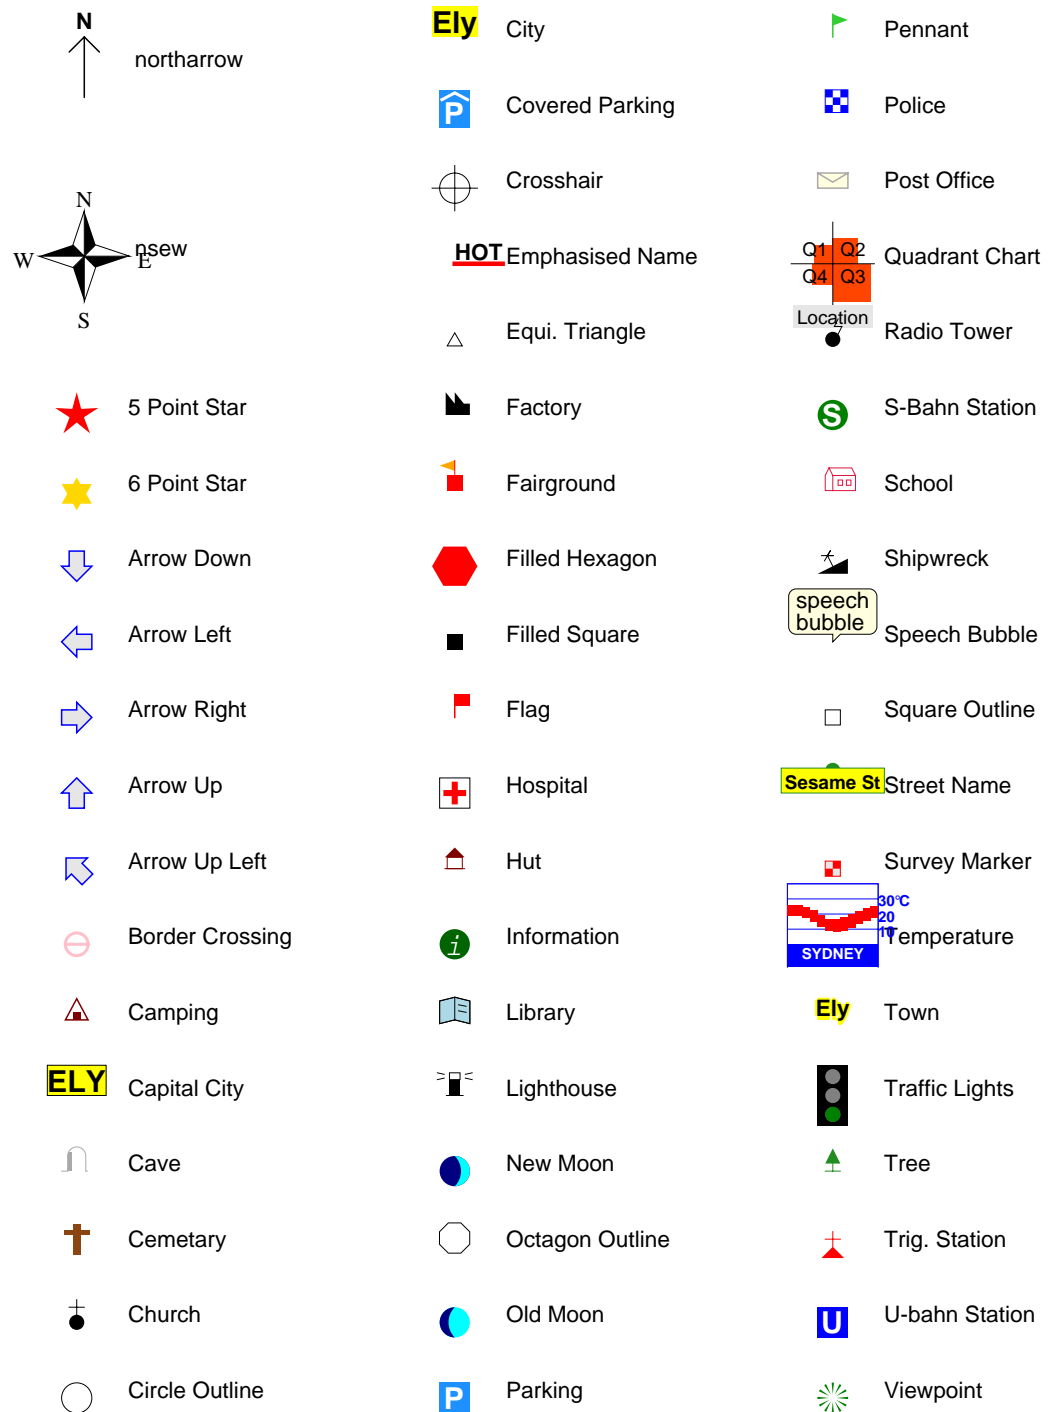 N
northarrow
N
W
nsew
E
S
5 Point Star
6 Point Star
Arrow Down
Arrow Left
Arrow Right
Arrow Up
Arrow Up Left
Border Crossing
Camping
ELY
Capital City
Cave
Cemetary
Church
Circle Outline
Ely
City
P
Covered Parking
Crosshair
HOT
Emphasised Name
Equi. Triangle
Factory
Fairground
Filled Hexagon
Filled Square
Flag
Hospital
Hut
i
Information
Library
Lighthouse
New Moon
Octagon Outline
Old Moon
P
Parking
Pennant
Police
Post Office
Q1 Q2
Q4 Q3
Quadrant Chart
Location
Radio Tower
S
S-Bahn Station
School
Shipwreck
speech
bubble
Speech Bubble
Square Outline
Sesame St
Street Name
Survey Marker
30°C
20
10
SYDNEY
Temperature
Ely
Town
Traffic Lights
Tree
Trig. Station
U
U-bahn Station
Viewpoint